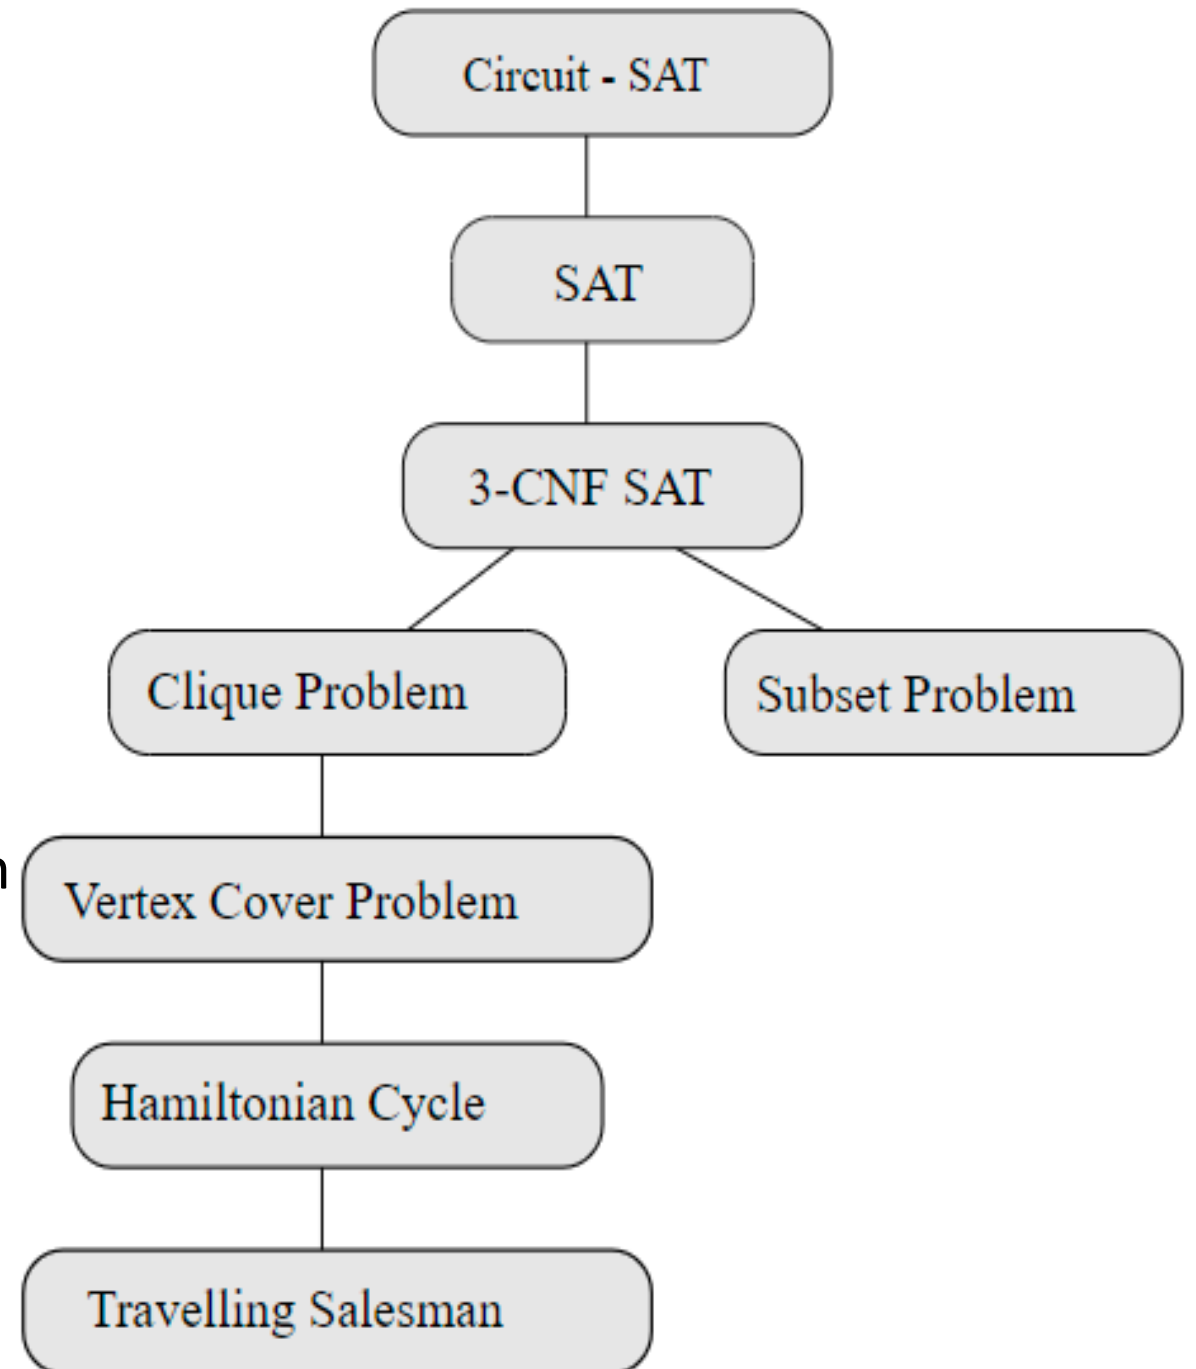 Circuit - SAT
SAT
3-CNF SAT
Clique Problem
Subset Problem
Vertex Cover Problem
Hamiltonian Cycle
Travelling Salesman